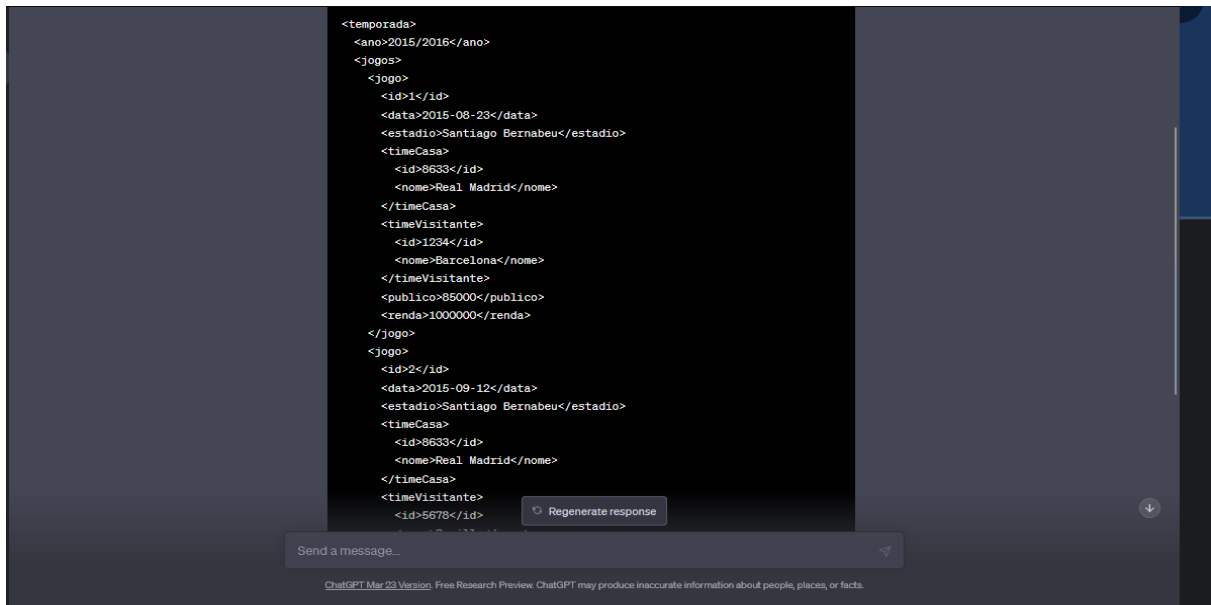 <temporada>
<ano>2015/2016</ano>
<jogos>
<jogo>
<id>1</id>
<data>2015-08-23</data>
<estadio>Santiago Bernabeu</estadio>
<timeCasa>
<id>8633</id>
<nome>Real Madrid</nome>
</timeCasa>
<timeVisitante>
<id>1234</id>
<nome>Barcelona</nome>
</timeVisitante>
<publico>85000</publico>
<renda>1000000</renda>
</jogo>
<jogo>
<id>2</id>
<data>2015-09-12</data>
<estadio>Santiago Bernabeu</estadio>
<timeCasa>
<id>8633</id>
<nome>Real Madrid</nome>
</timeCasa>
<timeVisitante>
<id>5678</id>
Regenerate response
Send a message...
ChatGPT Mar 23 Version. Free Research Preview. ChatGPT may produce inaccurate information about people, places, or facts.